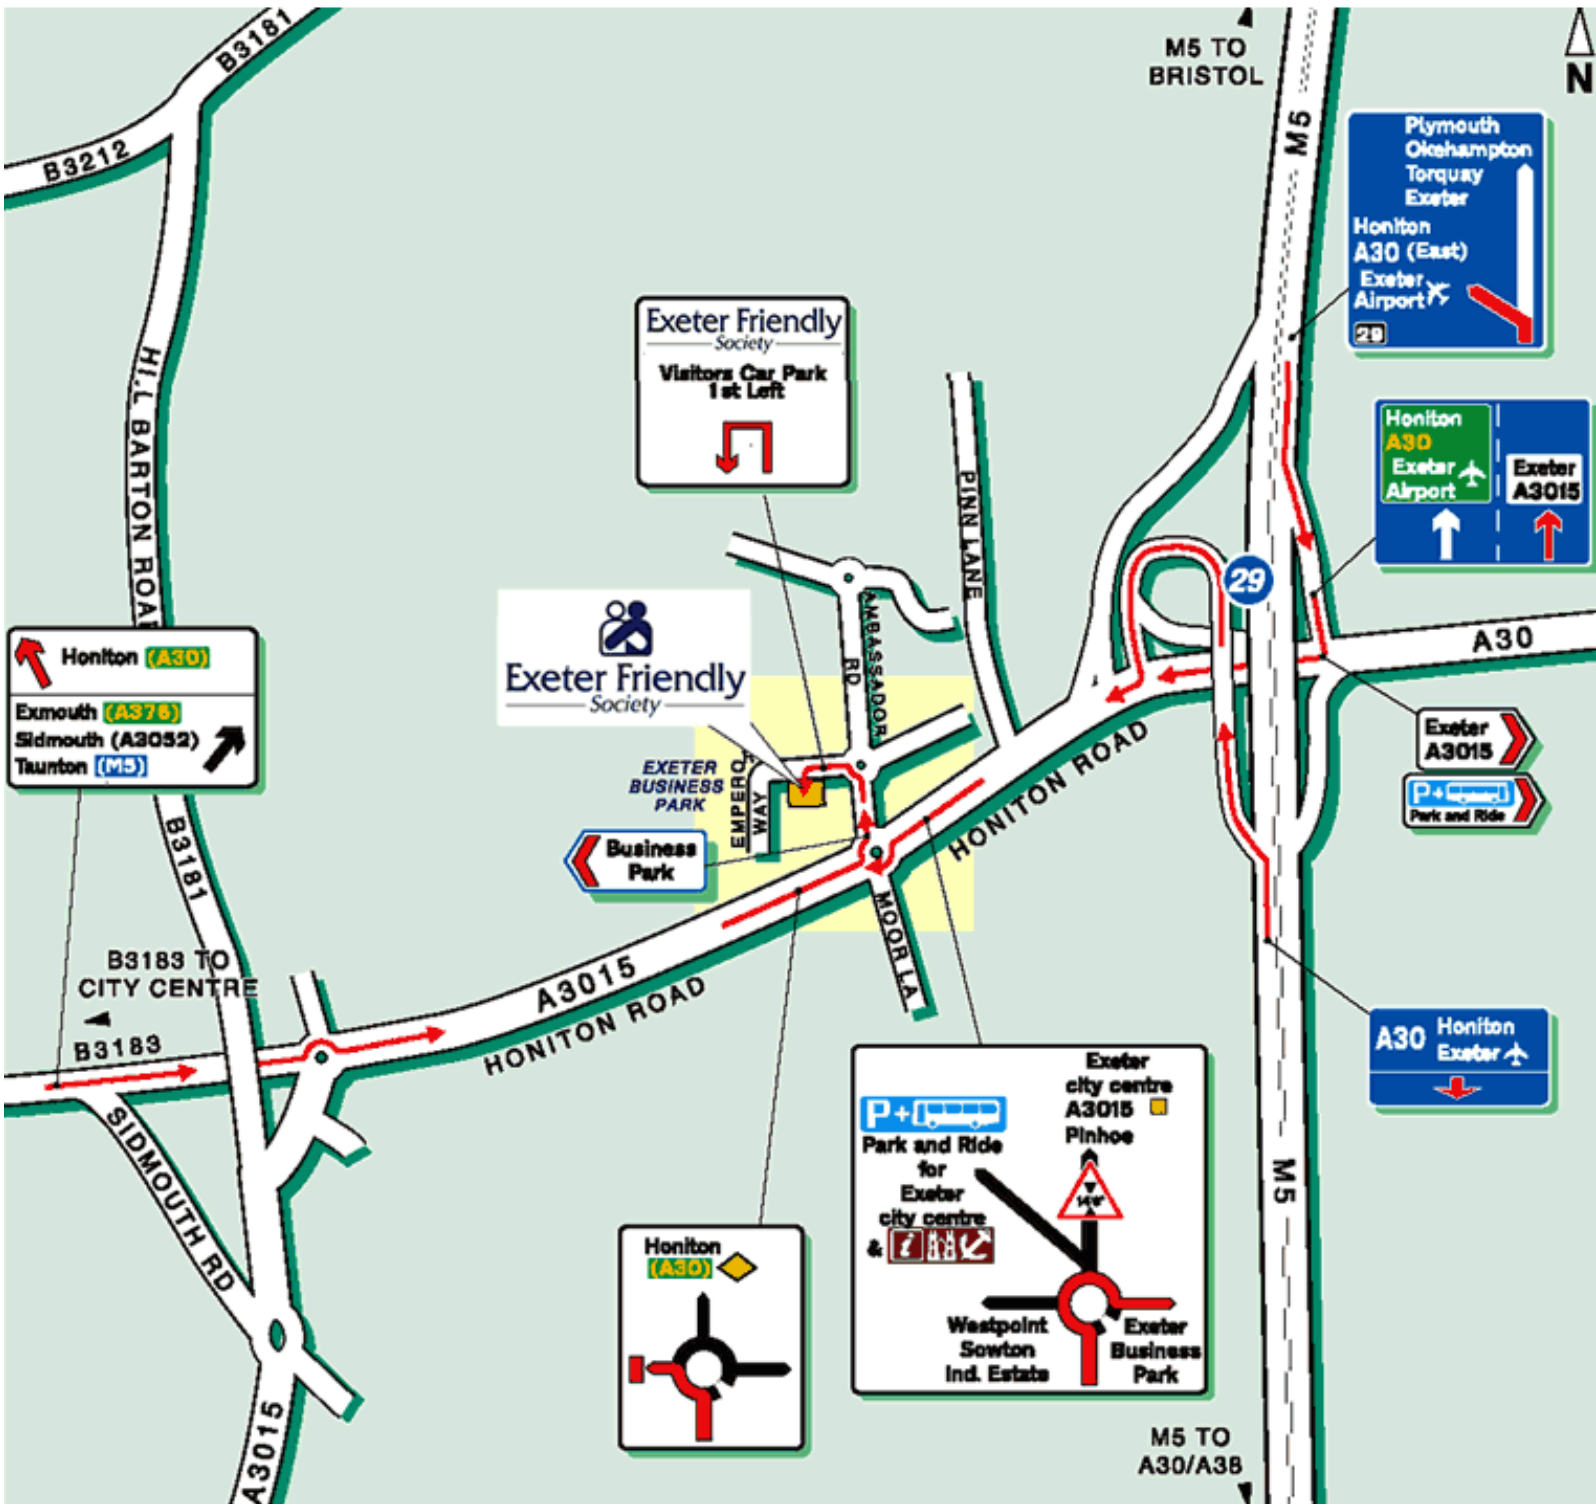 B3181
M5 TO
BRISTOL
N
B3212
M5
Plymouth
Okehampton
Torquay
Exeter
Honiton
A30 (East)
Exeter
Airport
29
Exeter Friendly
Society
Visitors Car Park
1st Left
HILL BARTON ROAD
Honiton
A30
Exeter
Airport
Exeter
A3015
PINN LANE
29
AMBASSADOR
RD
A30
Honiton (A30)
Exmouth (A376)
Sidmouth (A3052)
Taunton (M5)
Exeter Friendly
Society
EXETER
BUSINESS
PARK
EMPEROR
WAY
Exeter
A3015
P+
Park and Ride
HONITON ROAD
Business
Park
B3181
MOOR LA
B3183 TO
CITY CENTRE
B3183
A3015
HONITON ROAD
A30 Honiton
Exeter
SIDMOUTH RD
P+
Park and Ride
for
Exeter
city centre
&
i
Exeter
city centre
A3015
Pinhoe
14'6"
Westpoint
Sowton
Ind. Estate
Exeter
Business
Park
M5
Honiton
(A30)
A3015
M5 TO
A30/A38